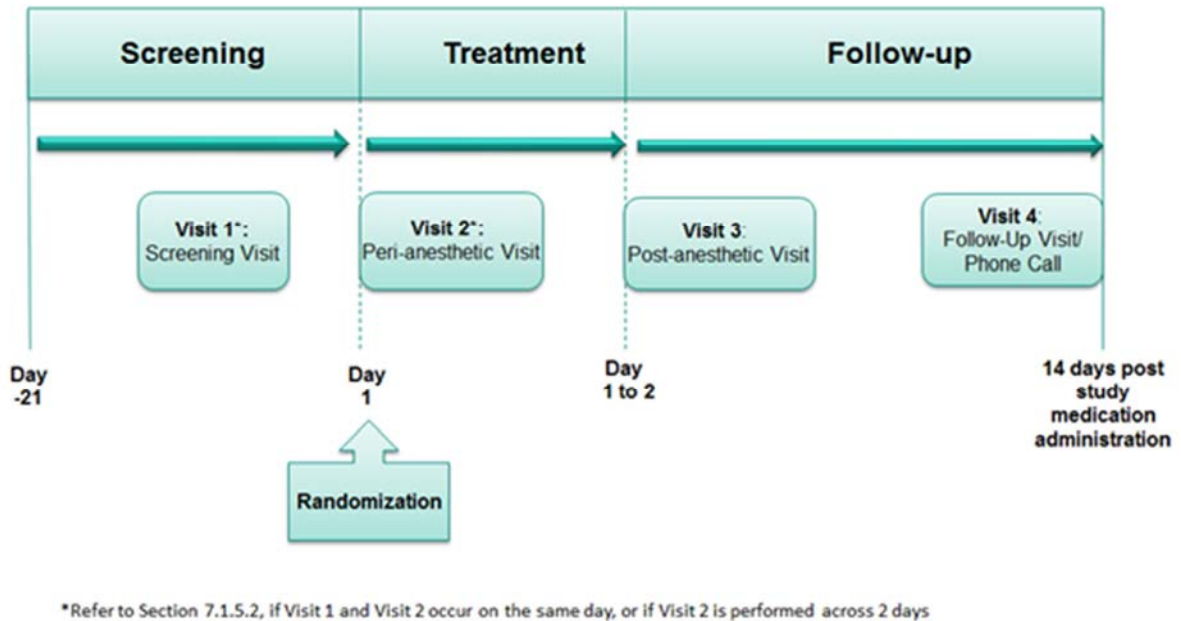 Screening
Treatment
Follow-up
Visit 1*:
Screening Visit
Visit 2*:
Peri-anesthetic Visit
Visit 3:
Post-anesthetic Visit
Visit 4:
Follow-Up Visit/
Phone Call
Day
-21
Day
1
Day
1 to 2
14 days post
study
medication
administration
Randomization
*Refer to Section 7.1.5.2, if Visit 1 and Visit 2 occur on the same day, or if Visit 2 is performed across 2 days